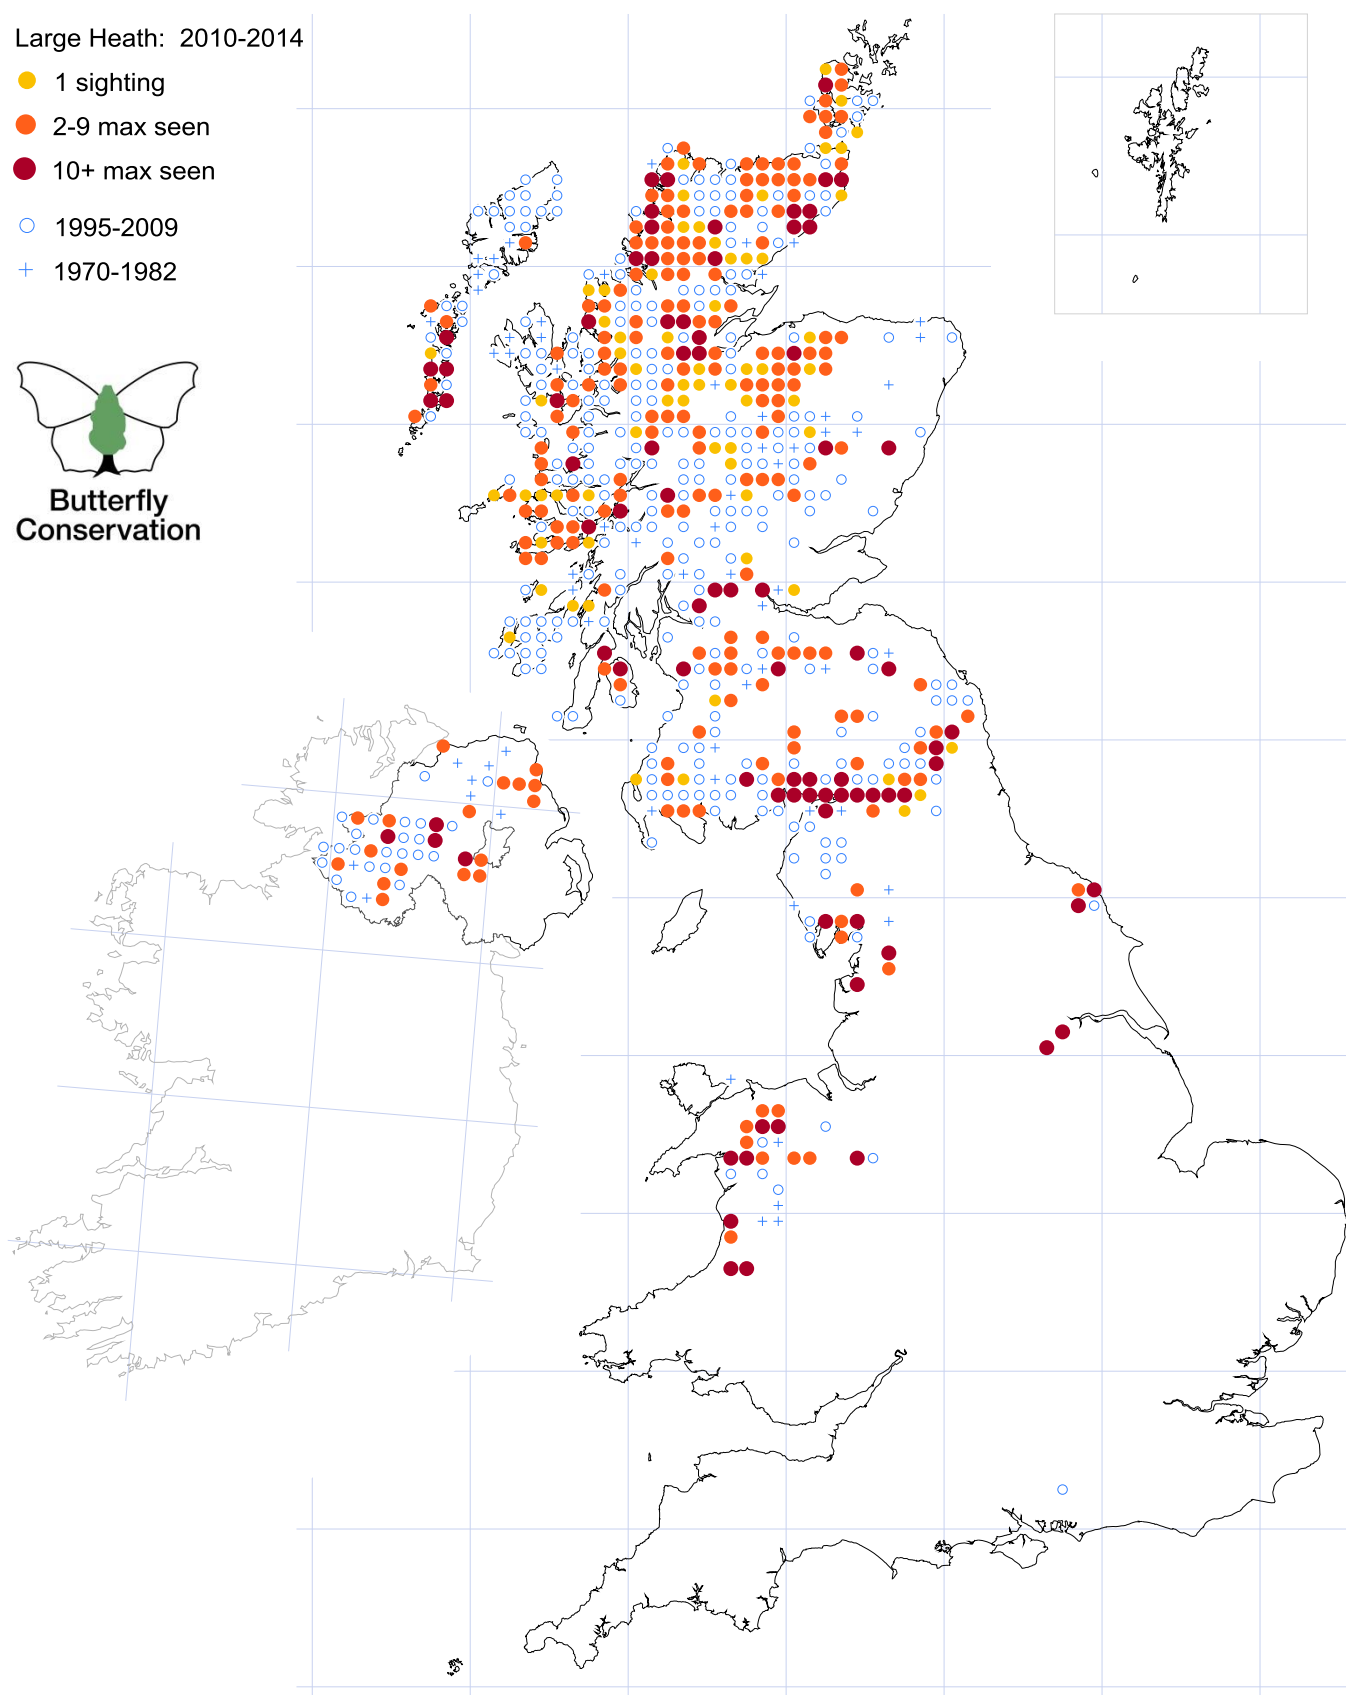 Large Heath: 2010-2014
1 sighting
2-9 max seen
10+ max seen
1995-2009
1970-1982
Butterfly
Conservation